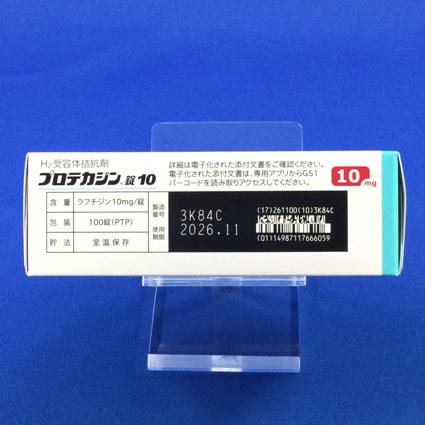 H₂受容体拮抗剤
プロテカジン®錠10
含量 ラフチジン10mg/錠
包装 100錠(PTP)
貯法 室温保存
製造番号 3K84C
使用期限 2026.11
詳細は電子化された添付文書をご確認ください。
電子化された添付文書は、専用アプリからGS1
バーコードを読み取りアクセスしてください。
(17)261100(10)3K84C
(01)14987117666059
10mg